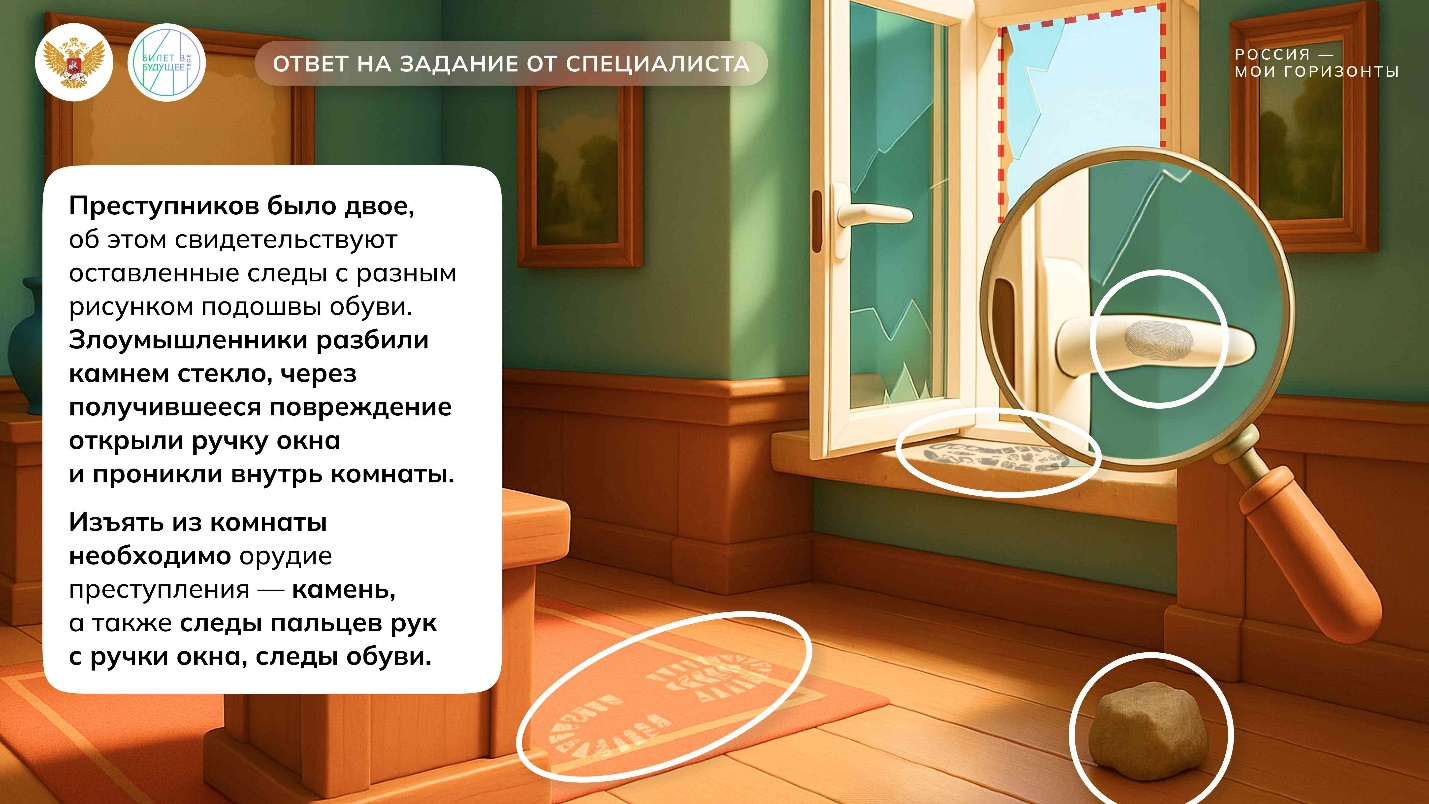 БИЛЕТ В
БУДУЩЕЕ
ОТВЕТ НА ЗАДАНИЕ ОТ СПЕЦИАЛИСТА
РОССИЯ —
МОИ ГОРИЗОНТЫ
Преступников было двое,
об этом свидетельствуют
оставленные следы с разным
рисунком подошвы обуви.
Злоумышленники разбили
камнем стекло, через
получившееся повреждение
открыли ручку окна
и проникли внутрь комнаты.
Изъять из комнаты
необходимо орудие
преступления — камень,
а также следы пальцев рук
с ручки окна, следы обуви.